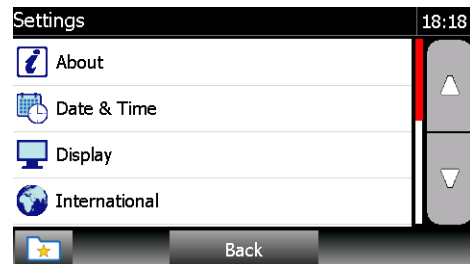 Settings
18:18
About
Date & Time
Display
International
Back